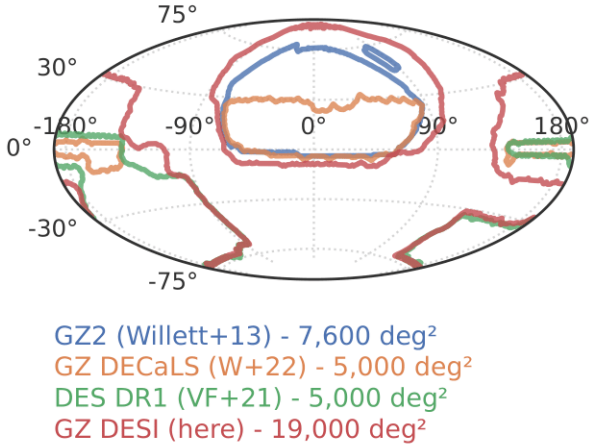 75°
30°
-180° -90° 0° 90° 180°
0°
-30°
-75°
GZ2 (Willett+13) - 7,600 deg²
GZ DECaLS (W+22) - 5,000 deg²
DES DR1 (VF+21) - 5,000 deg²
GZ DESI (here) - 19,000 deg²